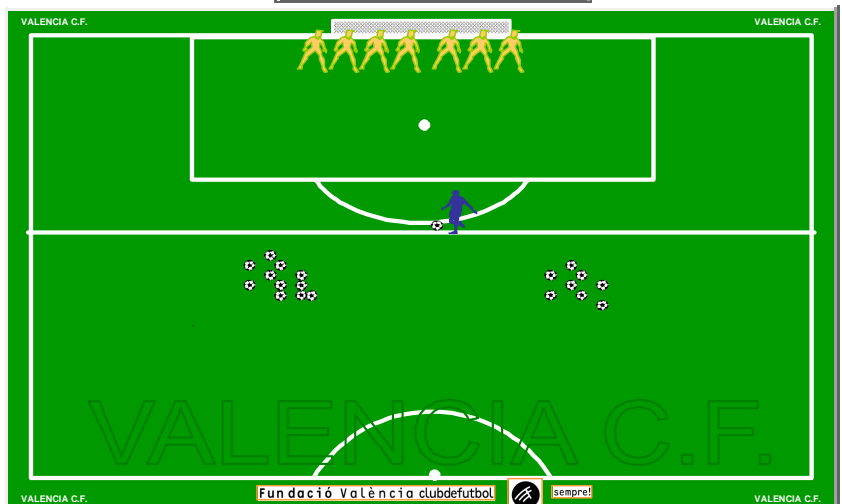 VALENCIA C.F. VALENCIA C.F.
VALENCIA C.F.
Fundació València clubdefutbol sempre!
VALENCIA C.F. VALENCIA C.F.